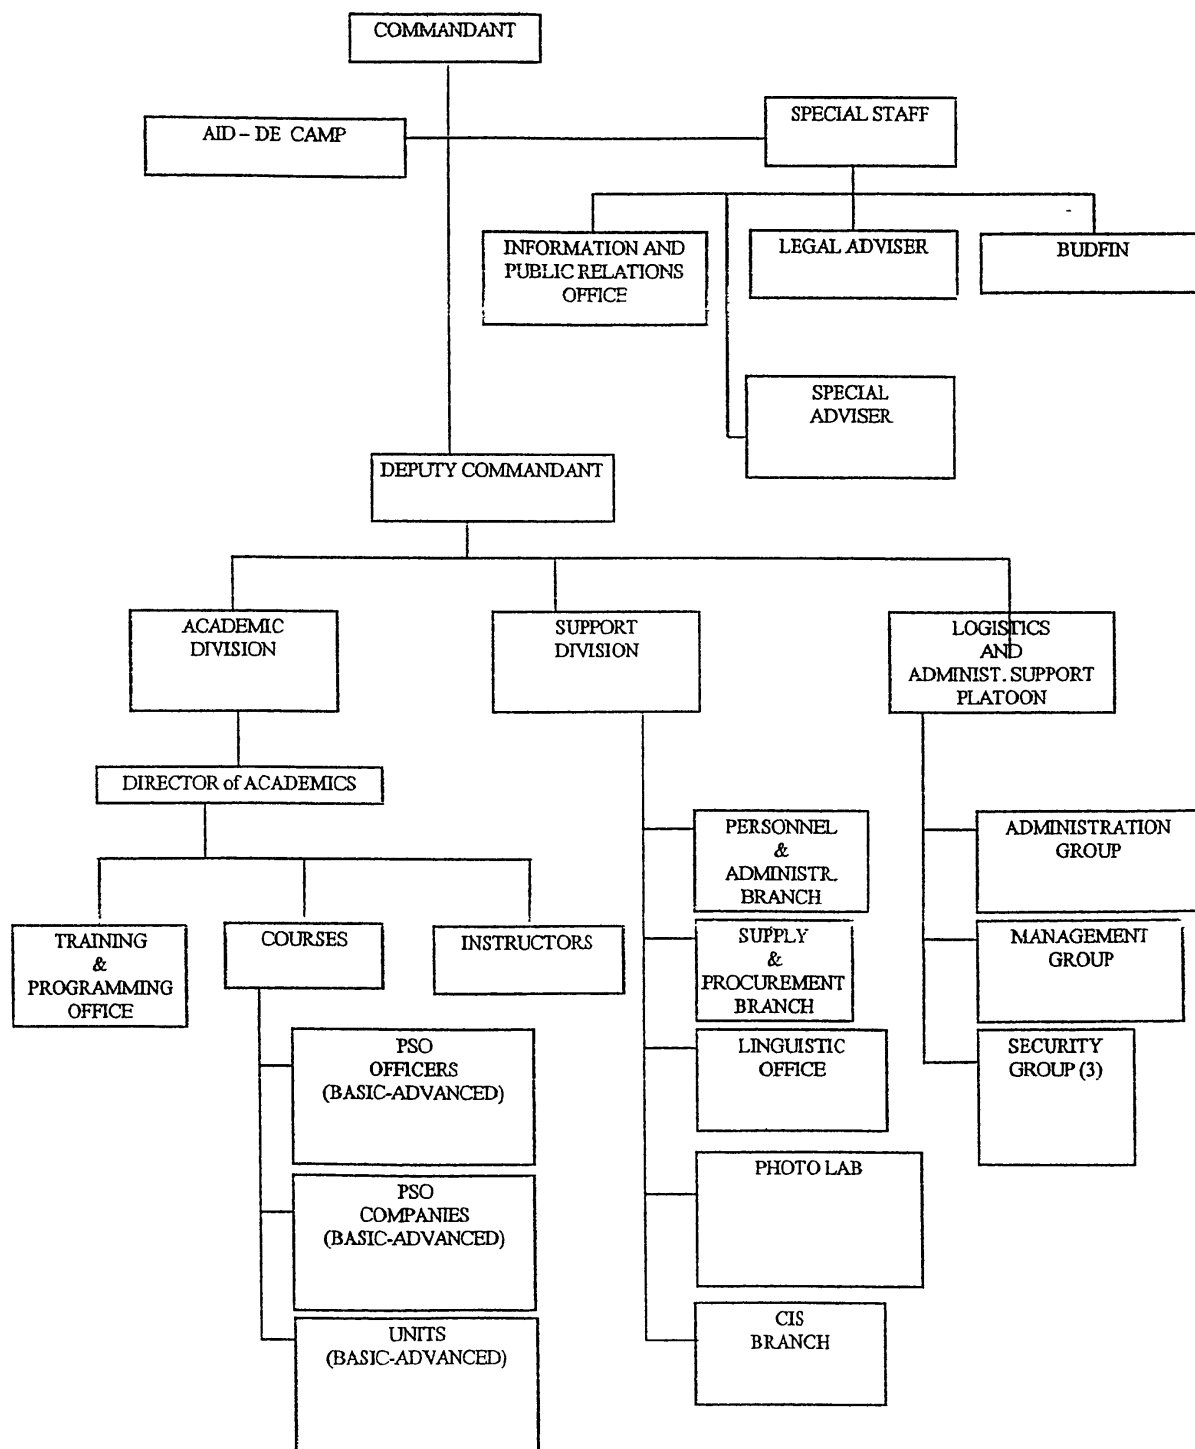 COMMANDANT
AID – DE CAMP
SPECIAL STAFF
INFORMATION AND
PUBLIC RELATIONS
OFFICE
LEGAL ADVISER
BUDFIN
SPECIAL
ADVISER
DEPUTY COMMANDANT
ACADEMIC
DIVISION
SUPPORT
DIVISION
LOGISTICS
AND
ADMINIST. SUPPORT
PLATOON
DIRECTOR of ACADEMICS
TRAINING
&
PROGRAMMING
OFFICE
COURSES
INSTRUCTORS
PSO
OFFICERS
(BASIC-ADVANCED)
PSO
COMPANIES
(BASIC-ADVANCED)
UNITS
(BASIC-ADVANCED)
PERSONNEL
&
ADMINISTR.
BRANCH
SUPPLY
&
PROCUREMENT
BRANCH
LINGUISTIC
OFFICE
PHOTO LAB
CIS
BRANCH
ADMINISTRATION
GROUP
MANAGEMENT
GROUP
SECURITY
GROUP (3)